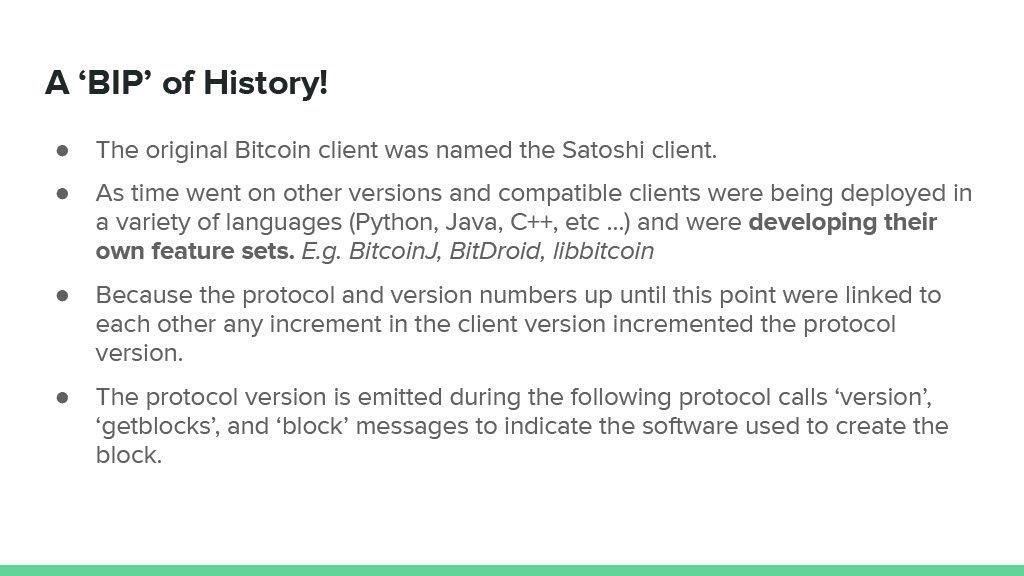 A ‘BIP’ of History!
● The original Bitcoin client was named the Satoshi client.
● As time went on other versions and compatible clients were being deployed in
a variety of languages (Python, Java, C++, etc ...) and were developing their
own feature sets. E.g. BitcoinJ, BitDroid, libbitcoin
● Because the protocol and version numbers up until this point were linked to
each other any increment in the client version incremented the protocol
version.
● The protocol version is emitted during the following protocol calls ‘version’,
‘getblocks’, and ‘block’ messages to indicate the software used to create the
block.